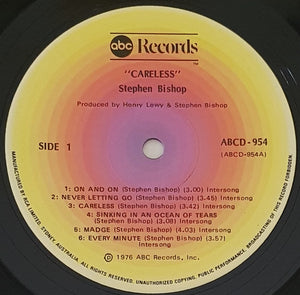 abc Records
TM
"CARELESS"
Stephen Bishop
Produced by Henry Lewy & Stephen Bishop
SIDE 1
ABCD-954
(ABCD-954A)
1: ON AND ON (Stephen Bishop) (3.00) Intersong
2: NEVER LETTING GO (Stephen Bishop) (3.45) Intersong
3: CARELESS (Stephen Bishop) (3.42) Intersong
4: SINKING IN AN OCEAN OF TEARS
(Stephen Bishop) (3.08) Intersong
5: MADGE (Stephen Bishop) (4.03) Intersong
6: EVERY MINUTE (Stephen Bishop) (3.57)
Intersong
℗ 1976 ABC Records, Inc.
MANUFACTURED BY RCA LIMITED, SYDNEY, AUSTRALIA. ALL RIGHTS RESERVED. UNAUTHORIZED COPYING, PUBLIC PERFORMANCE, BROADCASTING OF THIS RECORD FORBIDDEN.